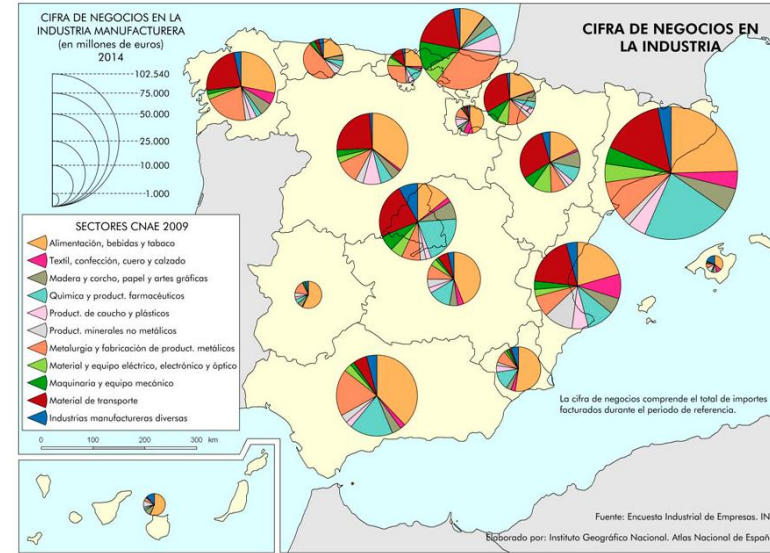 CIFRA DE NEGOCIOS EN LA
INDUSTRIA MANUFACTURERA
(en millones de euros)
2014
102.540
75.000
50.000
25.000
10.000
1.000
CIFRA DE NEGOCIOS EN
LA INDUSTRIA
SECTORES CNAE 2009
Alimentación, bebidas y tabaco
Textil, confección, cuero y calzado
Madera y corcho, papel y artes gráficas
Química y product. farmacéuticos
Product. de caucho y plásticos
Product. minerales no metálicos
Metalurgia y fabricación de product. metálicos
Material y equipo eléctrico, electrónico y óptico
Maquinaria y equipo mecánico
Material de transporte
Industrias manufactureras diversas
0 100 200 300 km
La cifra de negocios comprende el total de importes
facturados durante el periodo de referencia.
Fuente: Encuesta Industrial de Empresas. IN
Elaborado por: Instituto Geográfico Nacional. Atlas Nacional de Españ